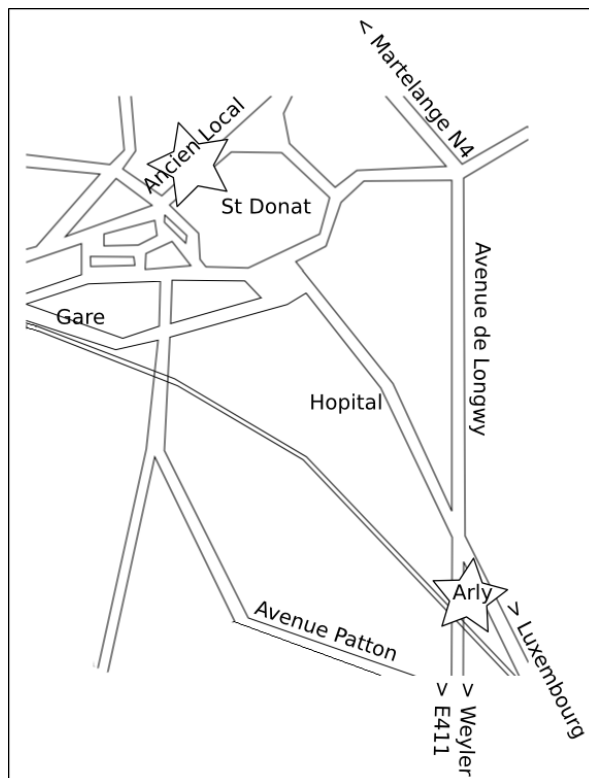 < Martelange N4
Ancien Local
St Donat
Avenue de Longwy
Gare
Hopital
Arly
Avenue Patton
> Luxembourg
> E411
> Weyler